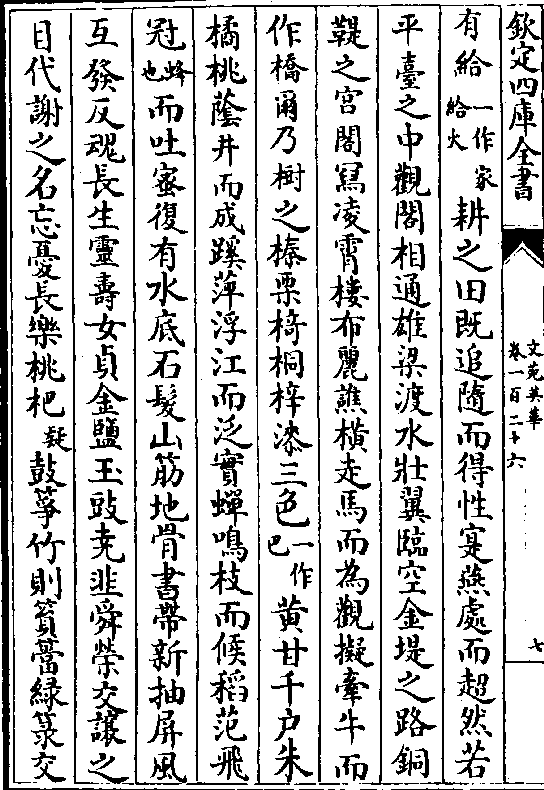 欽定四庫全書
文苑英華
卷一百二十六
七
有給一作家給火耕之田既追隨而得性寔燕處而超然若
平臺之中觀閣相通雄梁渡水壯翼臨空金堤之路銅
鞮之宫閣冩凌霄樓布麗譙横走馬而為觀擬牽牛而
作橋爾乃樹之榛栗椅桐梓漆三色一作巴黄甘千户朱
橘桃蔭井而成蹊萍浮江而泛實蟬鳴枝而候稻范飛
冠蜂也而吐蜜復有水底石髮山筋地骨書帶新抽屏風
互發反魂長生靈壽女貞金鹽玉豉堯韭舜榮交讓之
目代謝之名忘憂長樂桃杷疑鼓箏竹則篔簹緑篆交